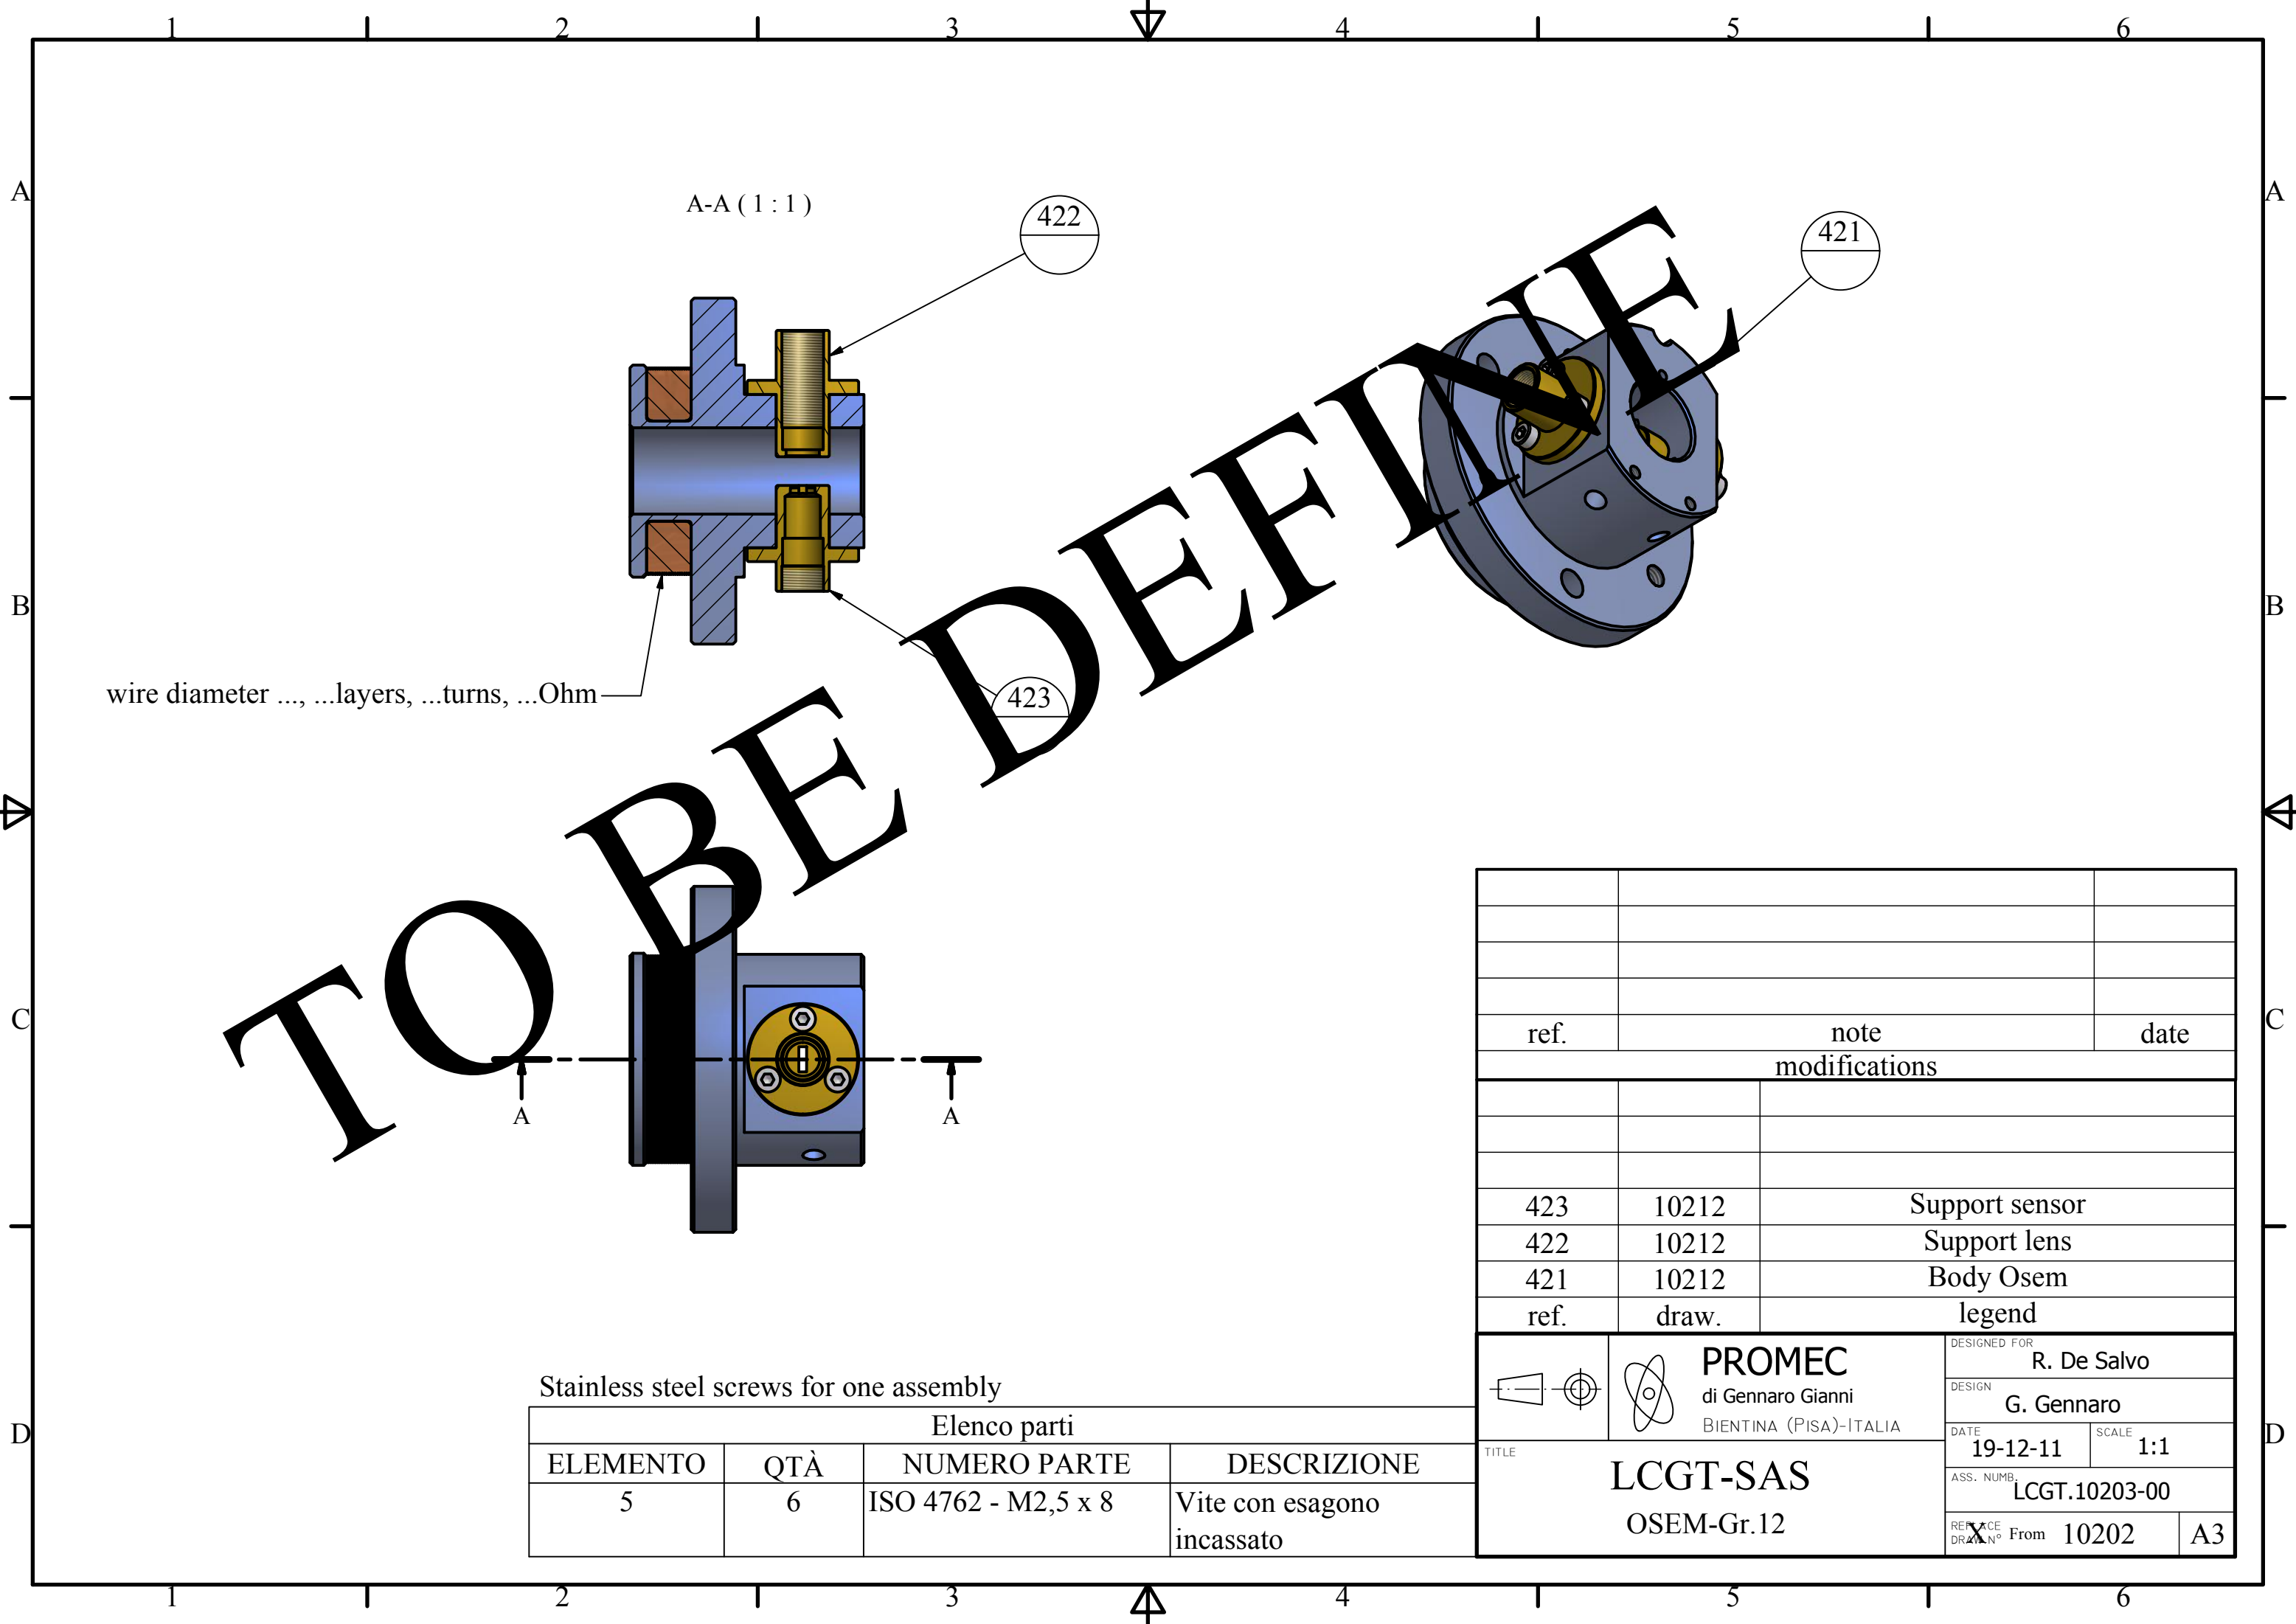 1 2 3 4 5 6
A A
A-A ( 1 : 1 )
422
421
B B
wire diameter ..., ...layers, ...turns, ...Ohm
423
TO BE DEFINE
C C
A A
ref. note date
modifications
423 10212 Support sensor
422 10212 Support lens
421 10212 Body Osem
ref. draw. legend
D D
Stainless steel screws for one assembly
Elenco parti
ELEMENTO QTÀ NUMERO PARTE DESCRIZIONE
5 6 ISO 4762 - M2,5 x 8 Vite con esagono
incassato
PROMEC
di Gennaro Gianni
BIENTINA (PISA)-ITALIA
DESIGNED FOR
R. De Salvo
DESIGN
G. Gennaro
DATE
19-12-11
SCALE
1:1
TITLE
LCGT-SAS
OSEM-Gr.12
ASS. NUMB.
LCGT.10203-00
REPLACE
DRAW.N°
X From 10202 A3
1 2 3 4 5 6